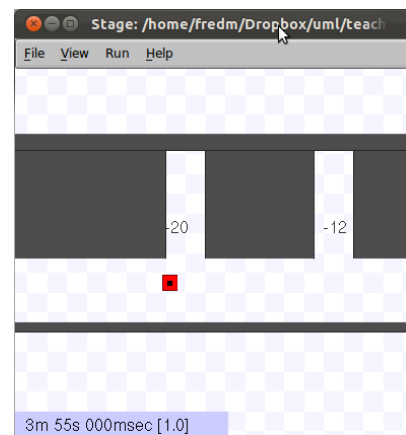 Stage: /home/fredm/Dropbox/uml/teach
File View Run Help
-20 -12
3m 55s 000msec [1.0]